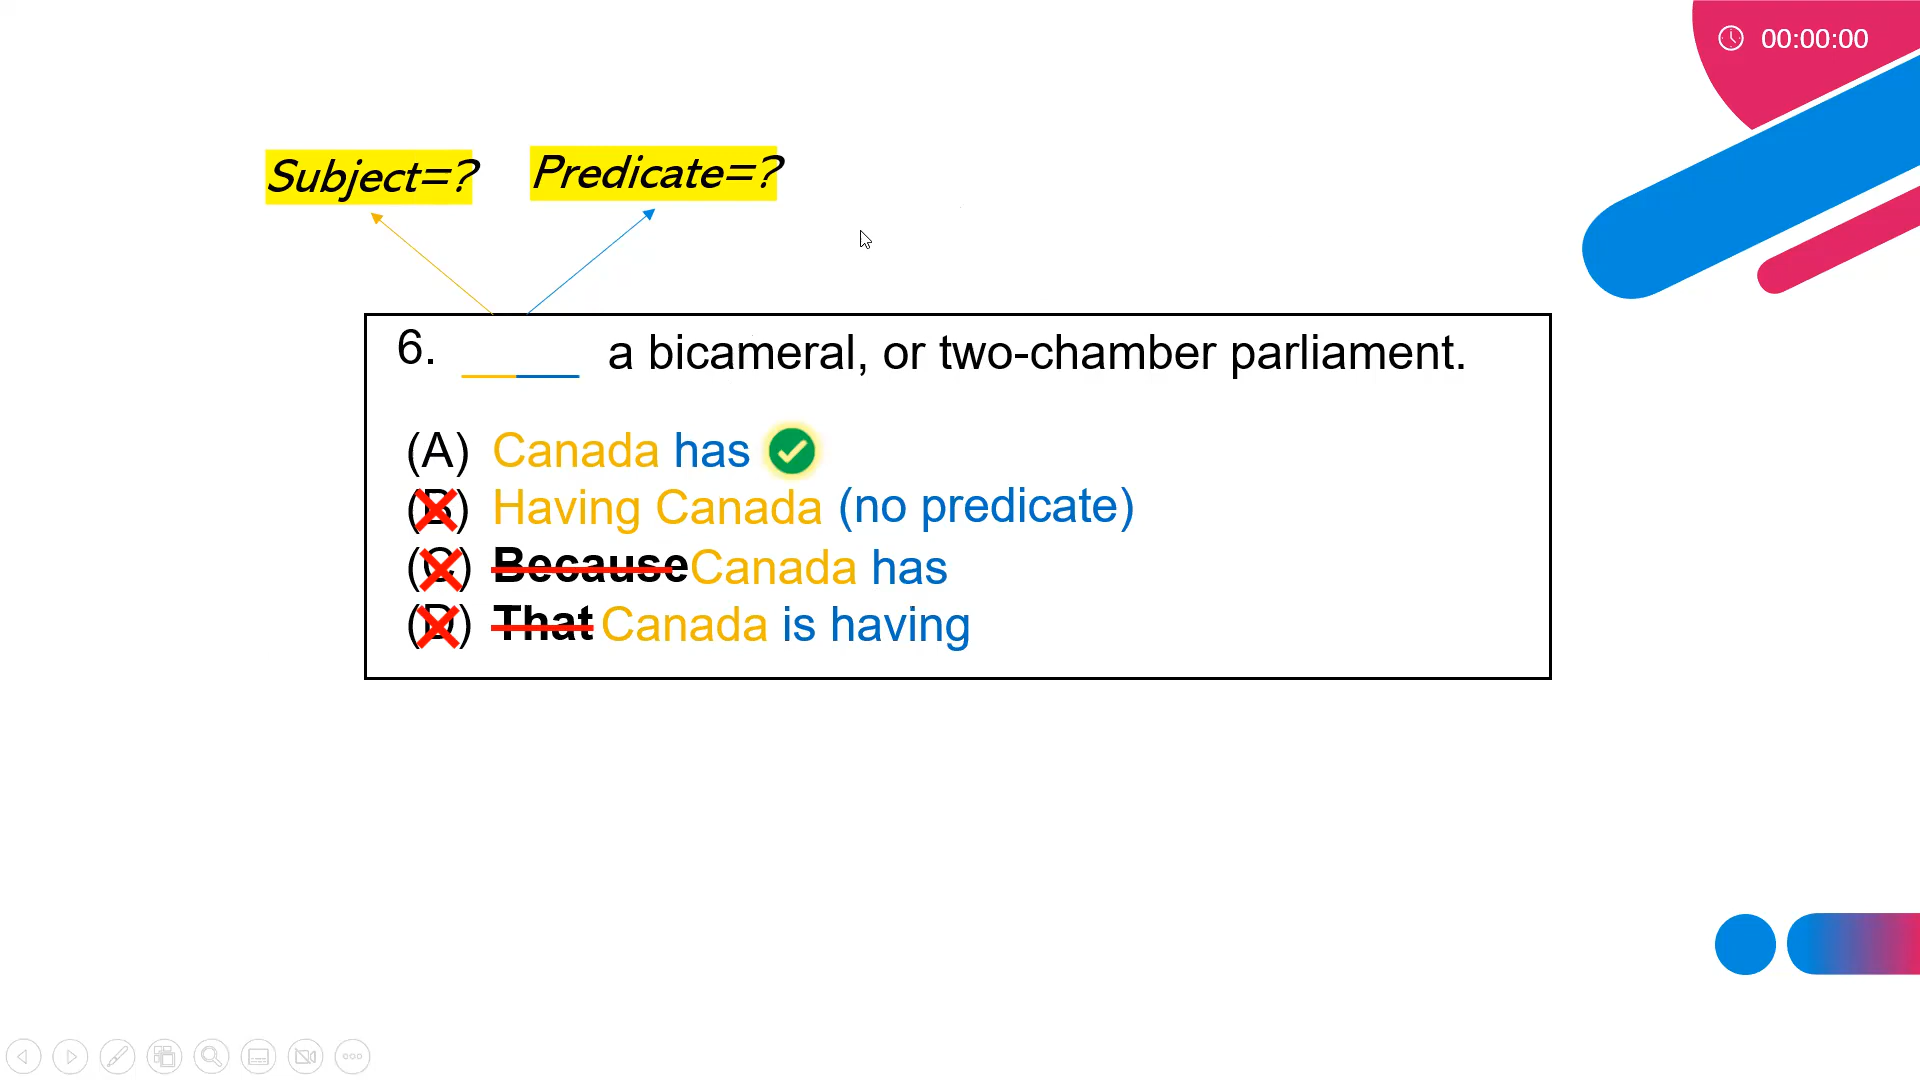 00:00:00
Subject=? Predicate=?
6. ____ a bicameral, or two-chamber parliament.
(A) Canada has
(B) Having Canada (no predicate)
(C) Because Canada has
(D) That Canada is having